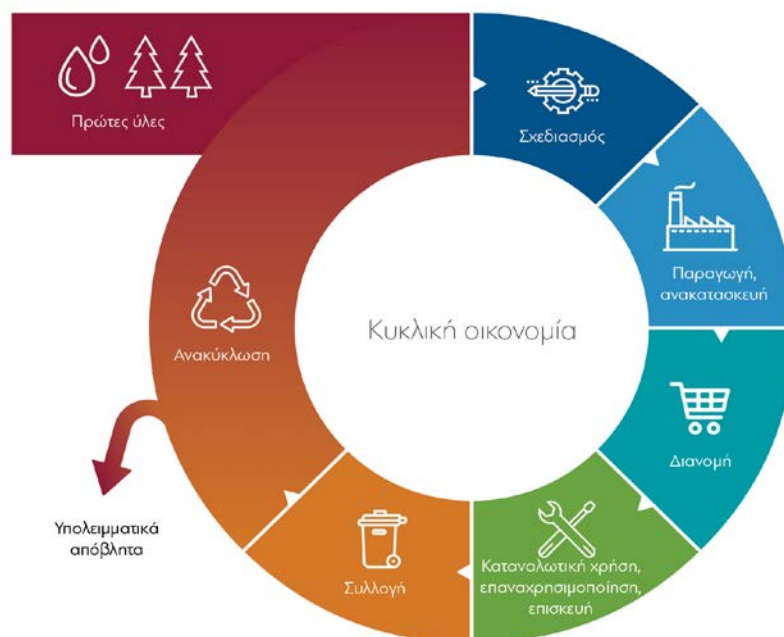 Πρώτες ύλες
Σχεδιασμός
Παραγωγή,
ανακατασκευή
Διανομή
Καταναλωτική χρήση,
επαναχρησιμοποίηση,
επισκευή
Συλλογή
Ανακύκλωση
Υπολειμματικά
απόβλητα
Κυκλική οικονομία